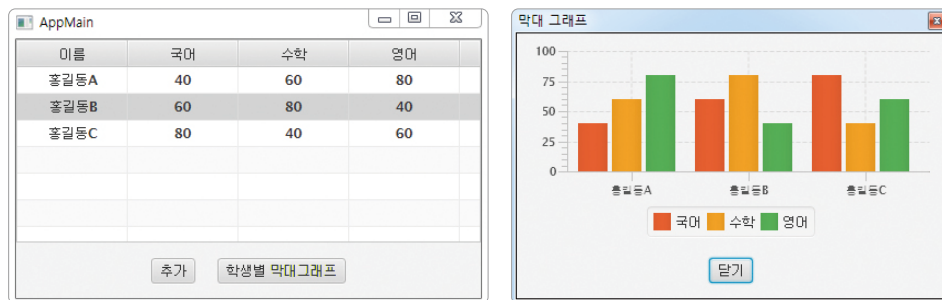 AppMain
이름 국어 수학 영어
홍길동A 40 60 80
홍길동B 60 80 40
홍길동C 80 40 60
추가 학생별 막대그래프
막대 그래프
100
75
50
25
0
홍길동A 홍길동B 홍길동C
국어 수학 영어
닫기